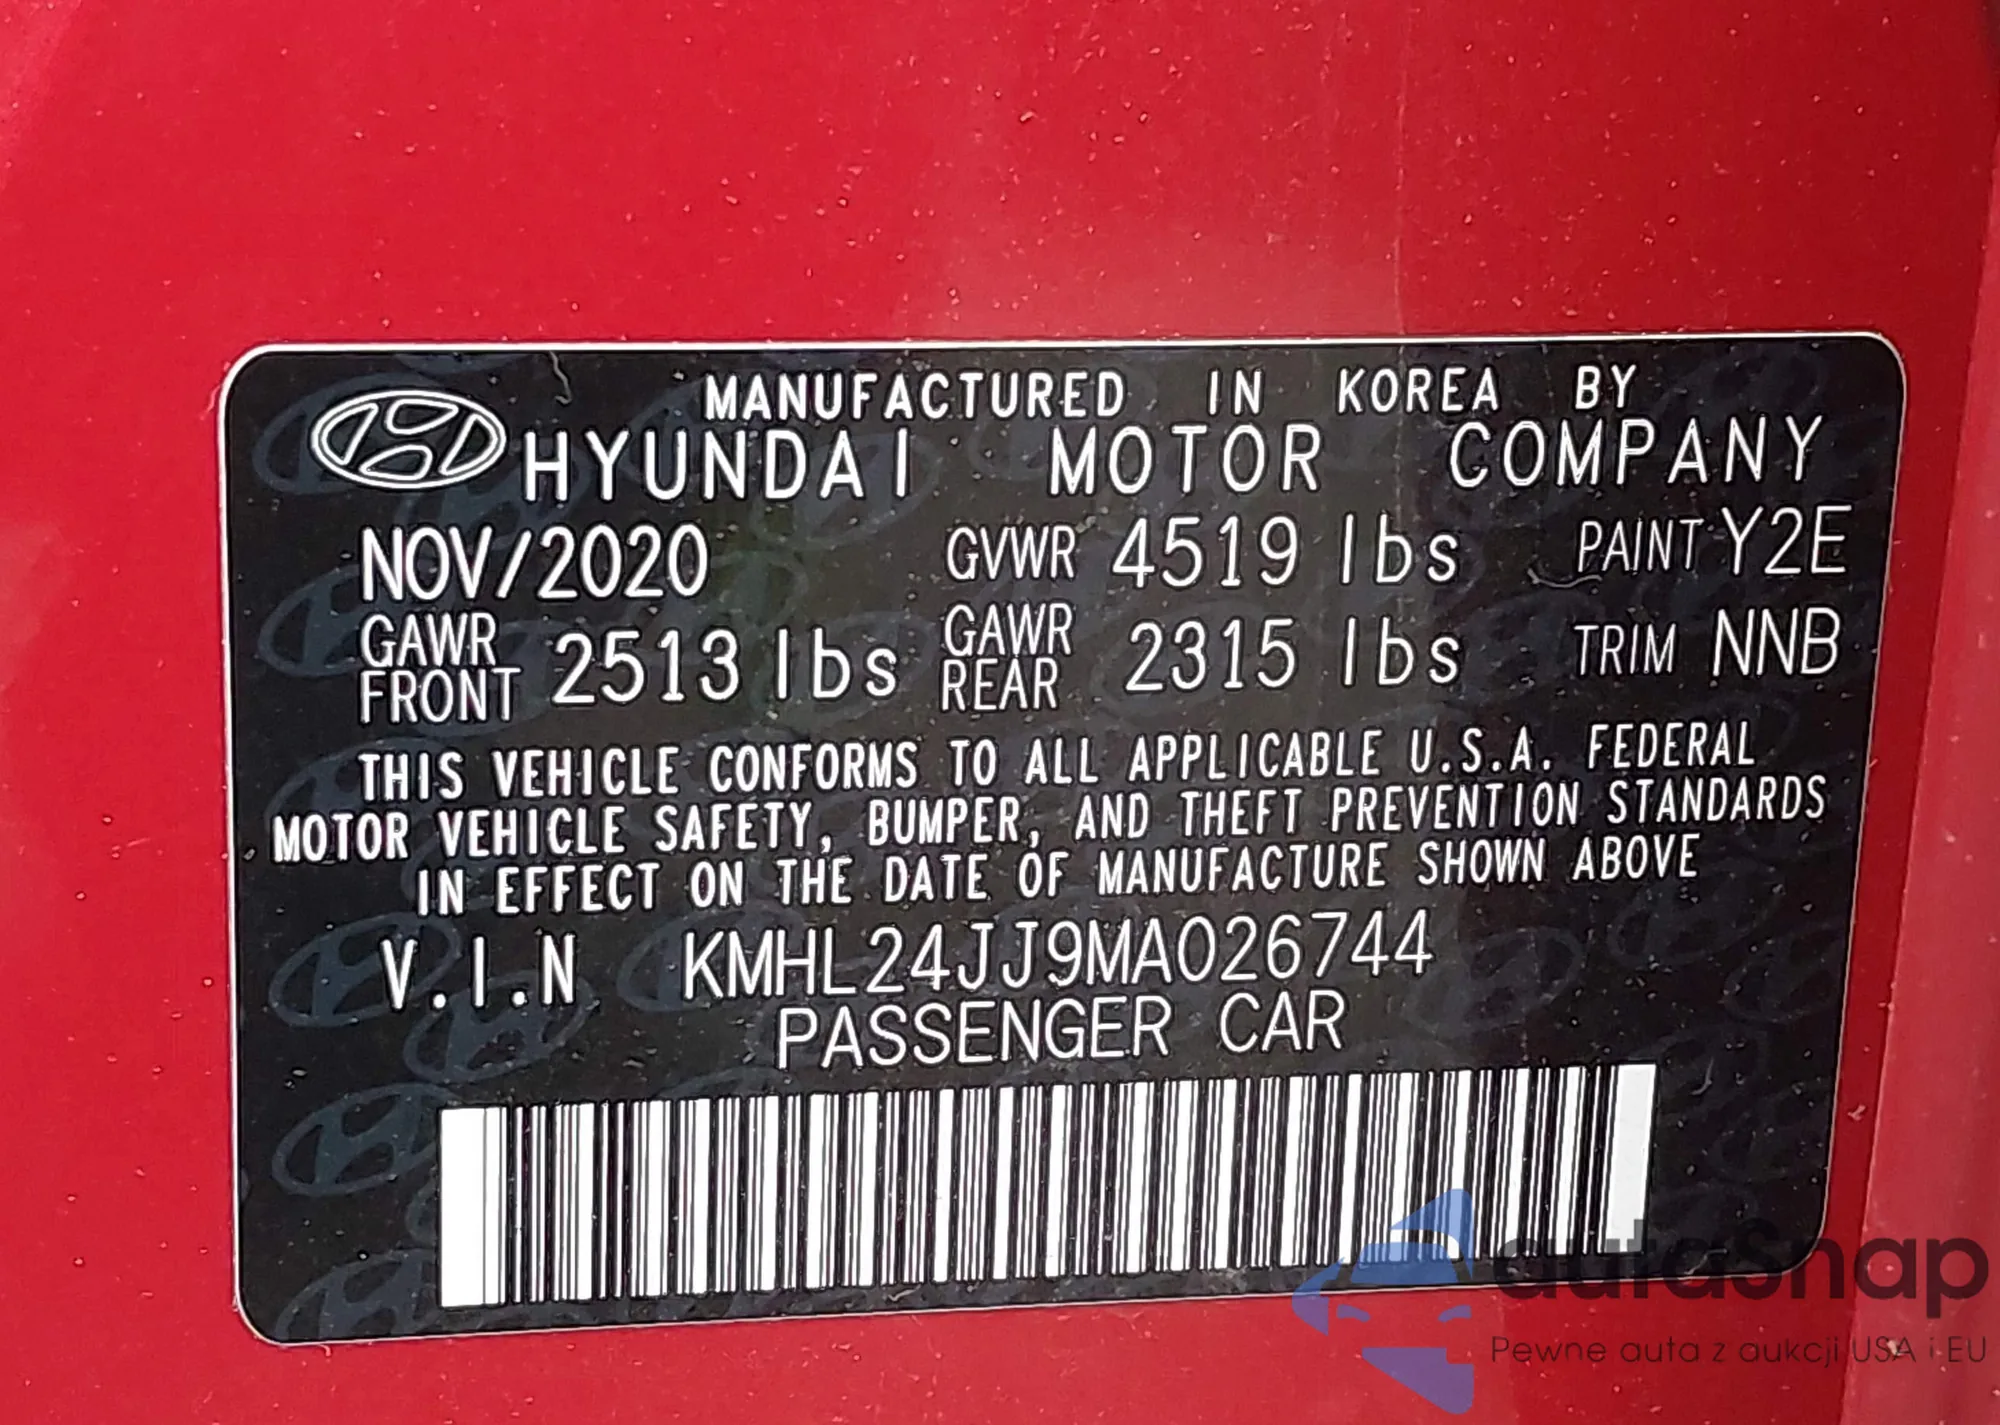 MANUFACTURED IN KOREA BY
HYUNDAI MOTOR COMPANY
NOV/2020 GVWR 4519 lbs PAINT Y2E
GAWR FRONT 2513 lbs GAWR REAR 2315 lbs TRIM NNB
THIS VEHICLE CONFORMS TO ALL APPLICABLE U.S.A. FEDERAL
MOTOR VEHICLE SAFETY, BUMPER, AND THEFT PREVENTION STANDARDS
IN EFFECT ON THE DATE OF MANUFACTURE SHOWN ABOVE
V.I.N KMHL24JJ9MA026744
PASSENGER CAR
autaSnap
Pewne auta z aukcji USA i EU